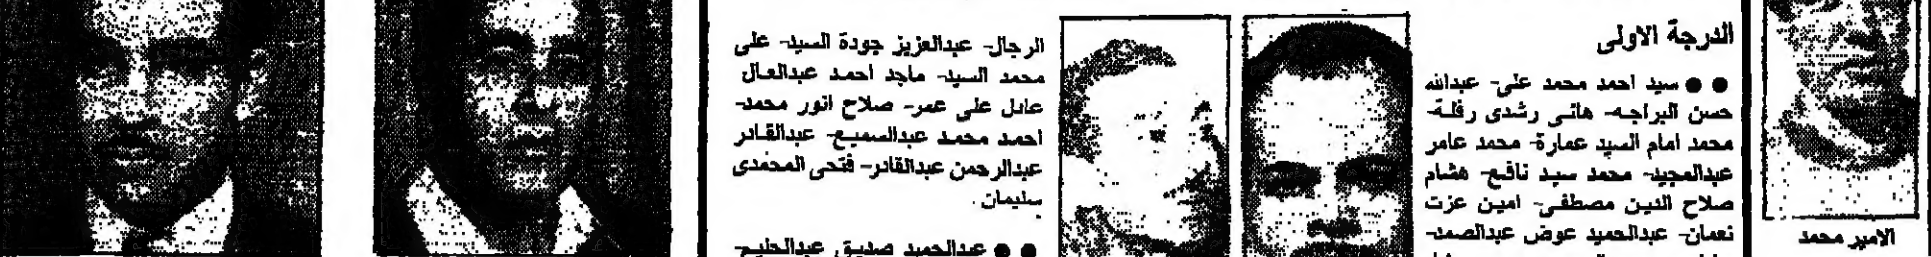 الدرجة الاولى
●● سيد احمد محمد على- عبدالله
حسن البراجه- هانى رشدى رفلة-
محمد امام السيد عمارة- محمد عامر
عبدالمجيد- محمد سيد نافع- هشام
صلاح الدين مصطفى- امين عزت
نعمان- عبدالحميد عوض عبدالصمد-
الرجال- عبدالعزيز جودة السيد- على
محمد السيد- ماجد احمد عبدالعال
عادل على عمر- صلاح انور محمد-
احمد محمد عبدالسميع- عبدالقادر
عبدالرحمن عبدالقادر- فتحى المحمدى
سليمان.
●● عبدالحميد صديق عبدالحليم-
الامير محمد